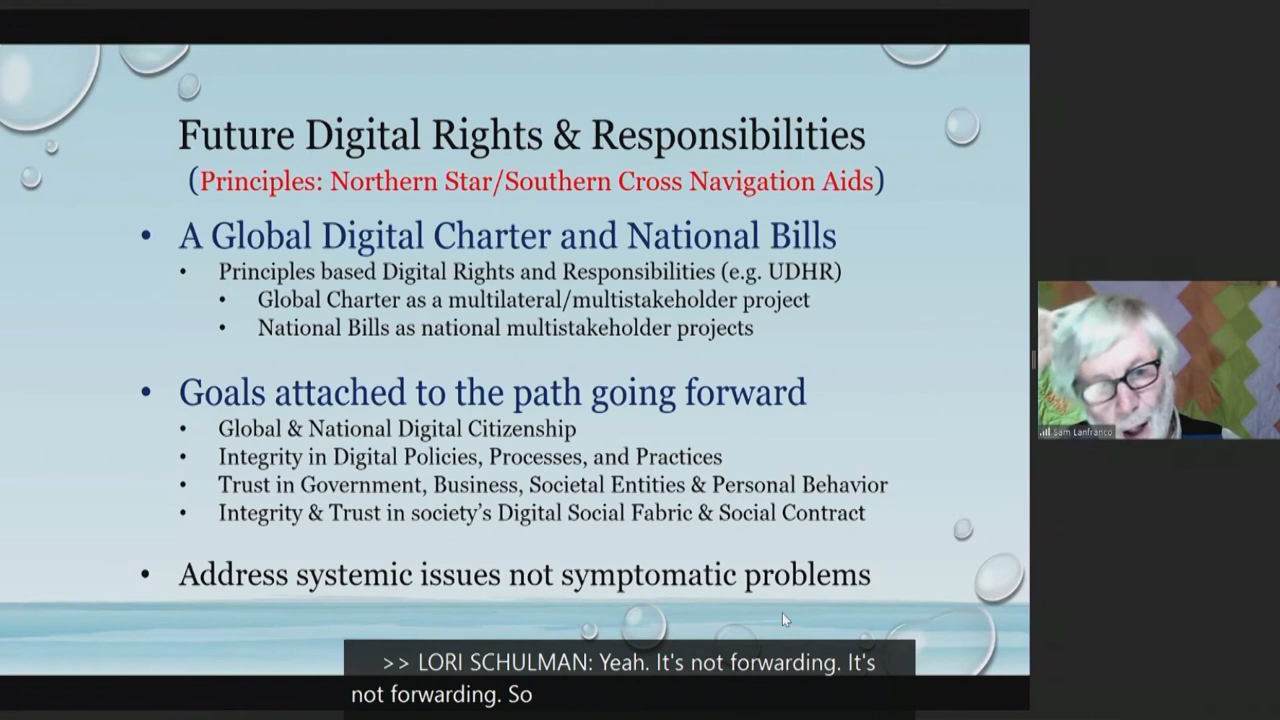 Future Digital Rights & Responsibilities
(Principles: Northern Star/Southern Cross Navigation Aids)
• A Global Digital Charter and National Bills
• Principles based Digital Rights and Responsibilities (e.g. UDHR)
• Global Charter as a multilateral/multistakeholder project
• National Bills as national multistakeholder projects
• Goals attached to the path going forward
• Global & National Digital Citizenship
• Integrity in Digital Policies, Processes, and Practices
• Trust in Government, Business, Societal Entities & Personal Behavior
• Integrity & Trust in society’s Digital Social Fabric & Social Contract
• Address systemic issues not symptomatic problems
Sam Lanfranco
>> LORI SCHULMAN: Yeah. It's not forwarding. It's
not forwarding. So